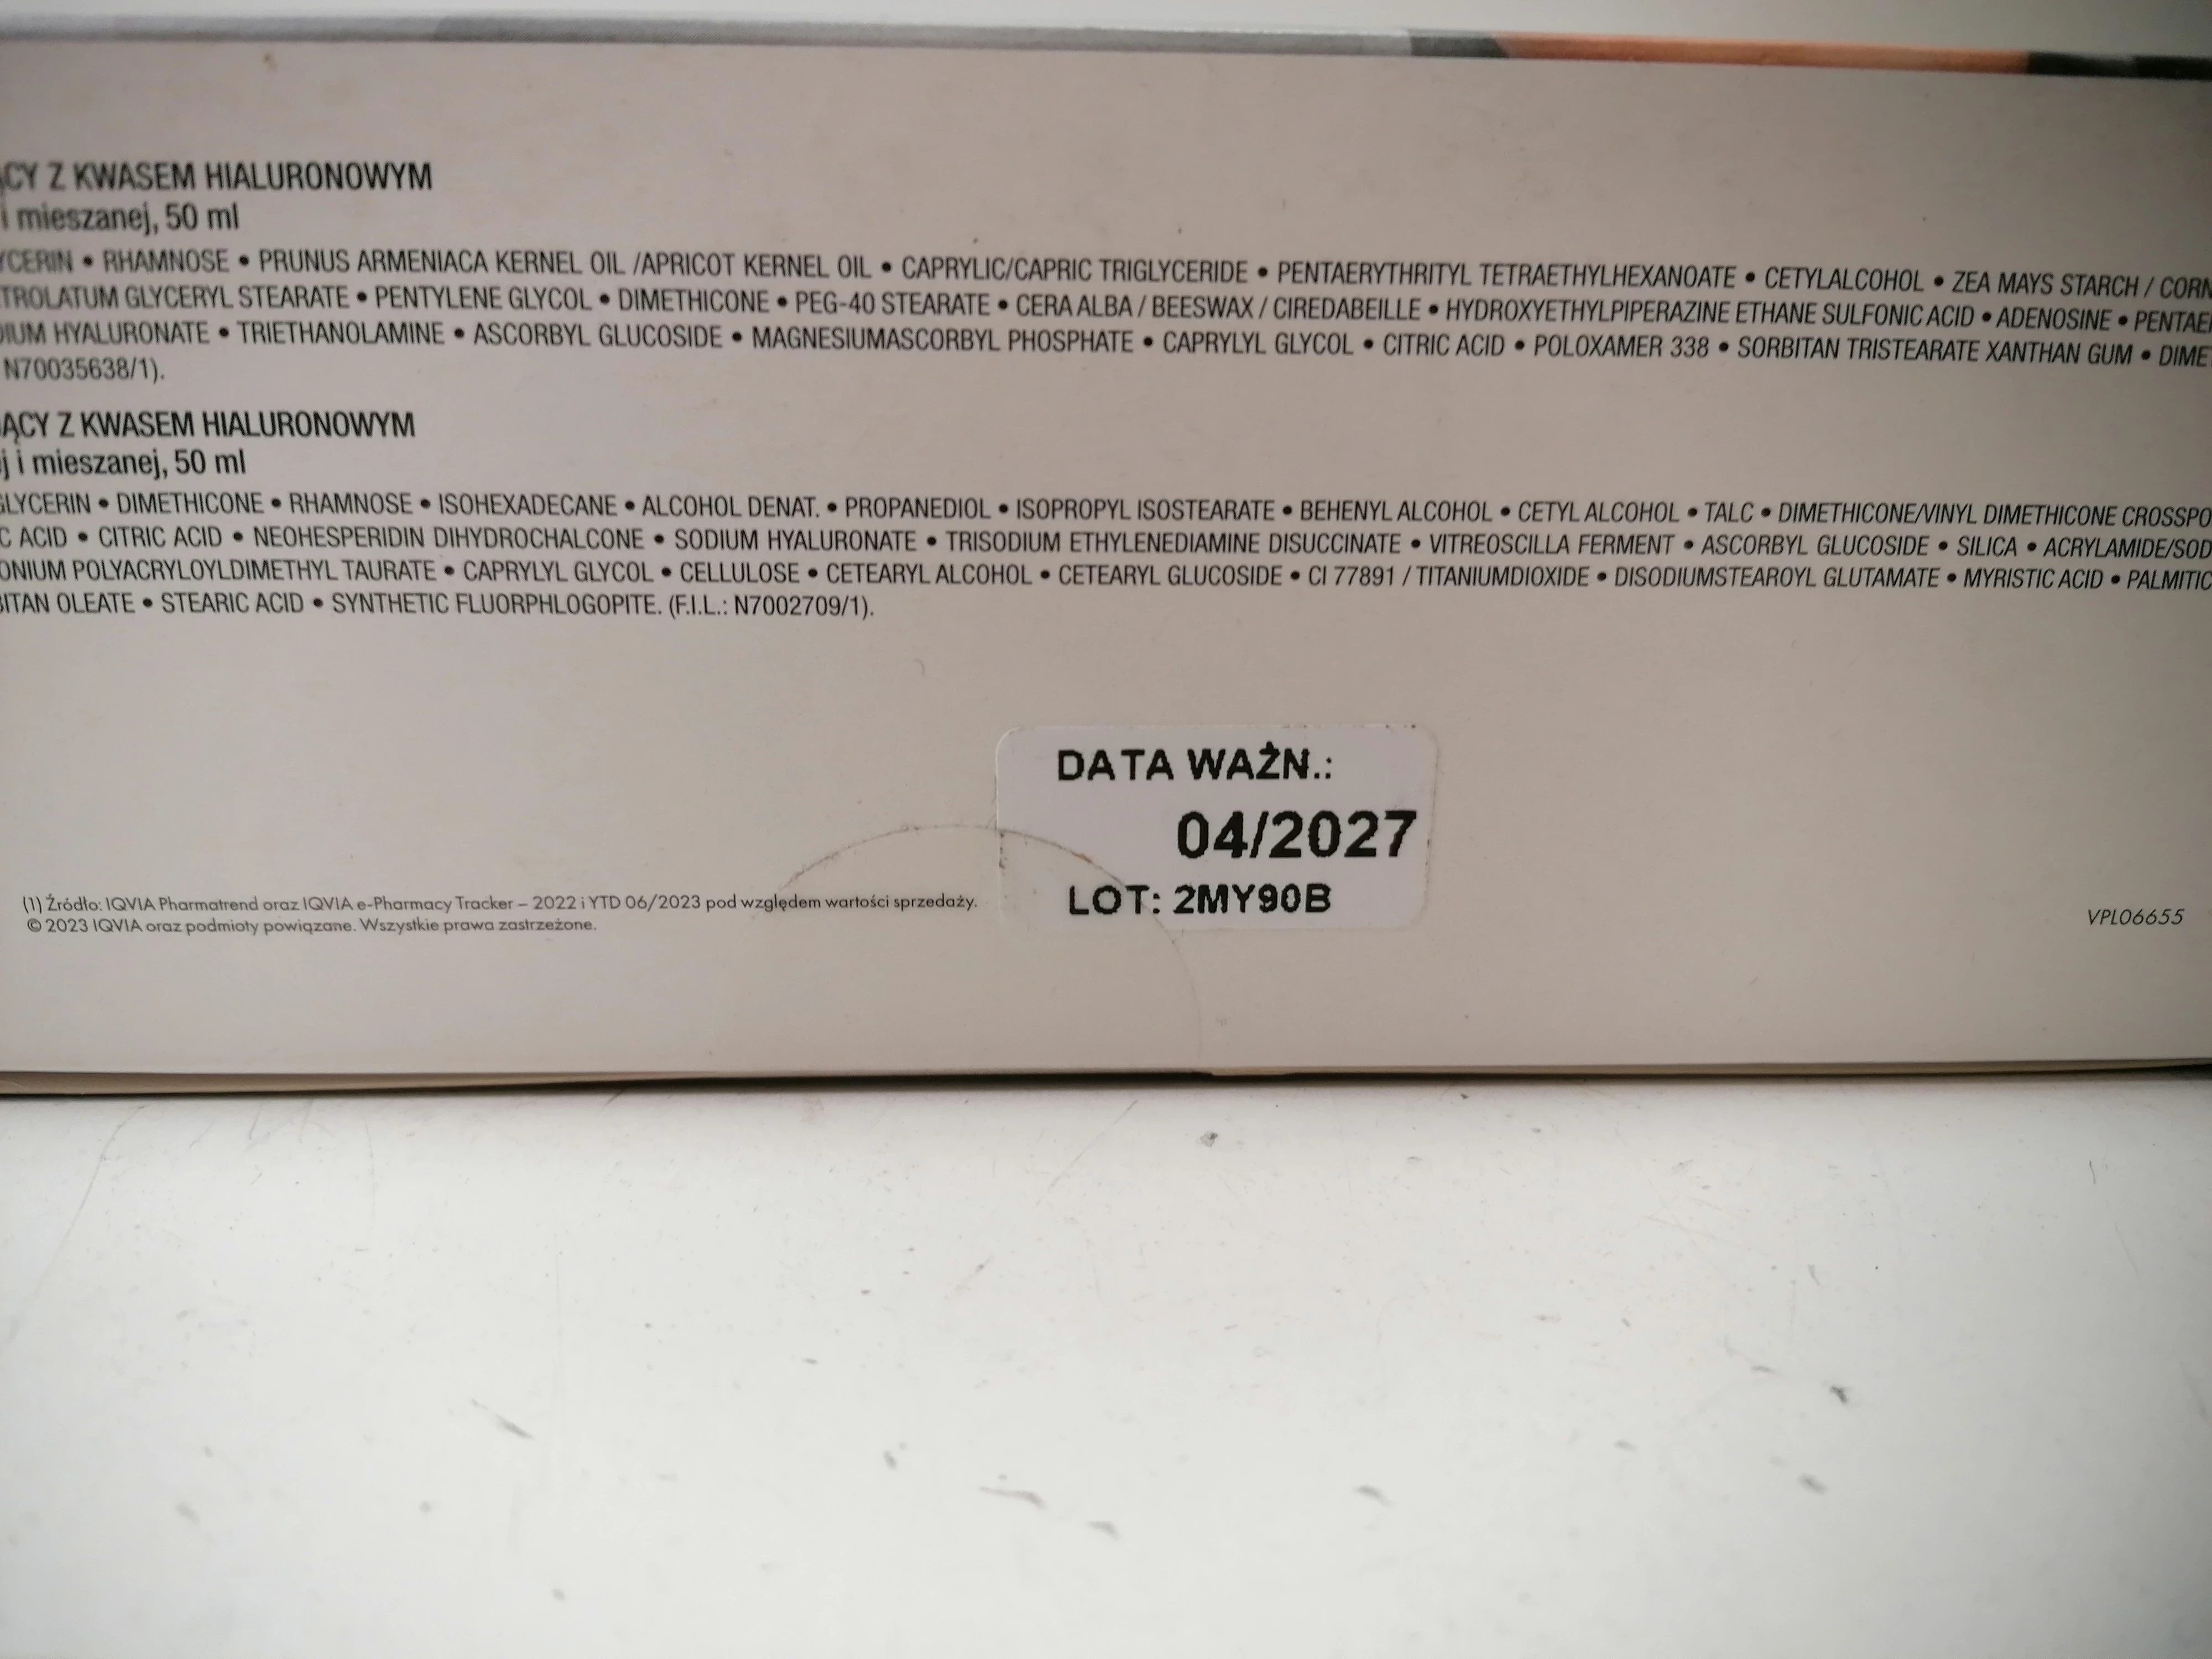 ĄCY Z KWASEM HIALURONOWYM
i mieszanej, 50 ml
YCERIN • RHAMNOSE • PRUNUS ARMENIACA KERNEL OIL /APRICOT KERNEL OIL • CAPRYLIC/CAPRIC TRIGLYCERIDE • PENTAERYTHRITYL TETRAETHYLHEXANOATE • CETYLALCOHOL • ZEA MAYS STARCH / CORN
TROLATUM GLYCERYL STEARATE • PENTYLENE GLYCOL • DIMETHICONE • PEG-40 STEARATE • CERA ALBA / BEESWAX / CIREDABEILLE • HYDROXYETHYLPIPERAZINE ETHANE SULFONIC ACID • ADENOSINE • PENTAE
DIUM HYALURONATE • TRIETHANOLAMINE • ASCORBYL GLUCOSIDE • MAGNESIUMASCORBYL PHOSPHATE • CAPRYLYL GLYCOL • CITRIC ACID • POLOXAMER 338 • SORBITAN TRISTEARATE XANTHAN GUM • DIME
N70035638/1).
ĄCY Z KWASEM HIALURONOWYM
j i mieszanej, 50 ml
GLYCERIN • DIMETHICONE • RHAMNOSE • ISOHEXADECANE • ALCOHOL DENAT. • PROPANEDIOL • ISOPROPYL ISOSTEARATE • BEHENYL ALCOHOL • CETYL ALCOHOL • TALC • DIMETHICONE/VINYL DIMETHICONE CROSSPO
C ACID • CITRIC ACID • NEOHESPERIDIN DIHYDROCHALCONE • SODIUM HYALURONATE • TRISODIUM ETHYLENEDIAMINE DISUCCINATE • VITREOSCILLA FERMENT • ASCORBYL GLUCOSIDE • SILICA • ACRYLAMIDE/SOD
ONIUM POLYACRYLOYLDIMETHYL TAURATE • CAPRYLYL GLYCOL • CELLULOSE • CETEARYL ALCOHOL • CETEARYL GLUCOSIDE • CI 77891 / TITANIUMDIOXIDE • DISODIUMSTEAROYL GLUTAMATE • MYRISTIC ACID • PALMITIC
BITAN OLEATE • STEARIC ACID • SYNTHETIC FLUORPHLOGOPITE. (F.I.L.: N7002709/1).
DATA WAŻN.:
04/2027
LOT: 2MY90B
(1) Źródło: IQVIA Pharmatrend oraz IQVIA e-Pharmacy Tracker – 2022 i YTD 06/2023 pod względem wartości sprzedaży.
© 2023 IQVIA oraz podmioty powiązane. Wszystkie prawa zastrzeżone.
VPL06655